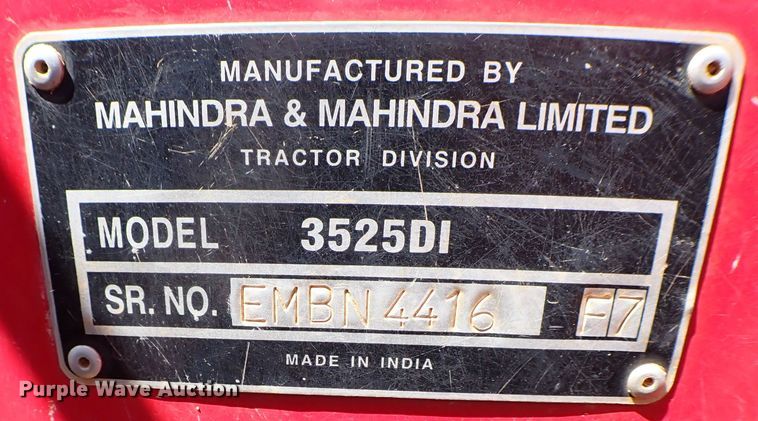 MANUFACTURED BY
MAHINDRA & MAHINDRA LIMITED
TRACTOR DIVISION
MODEL 3525DI
SR. NO. EMBN4416 - F7
MADE IN INDIA
Purple Wave Auction